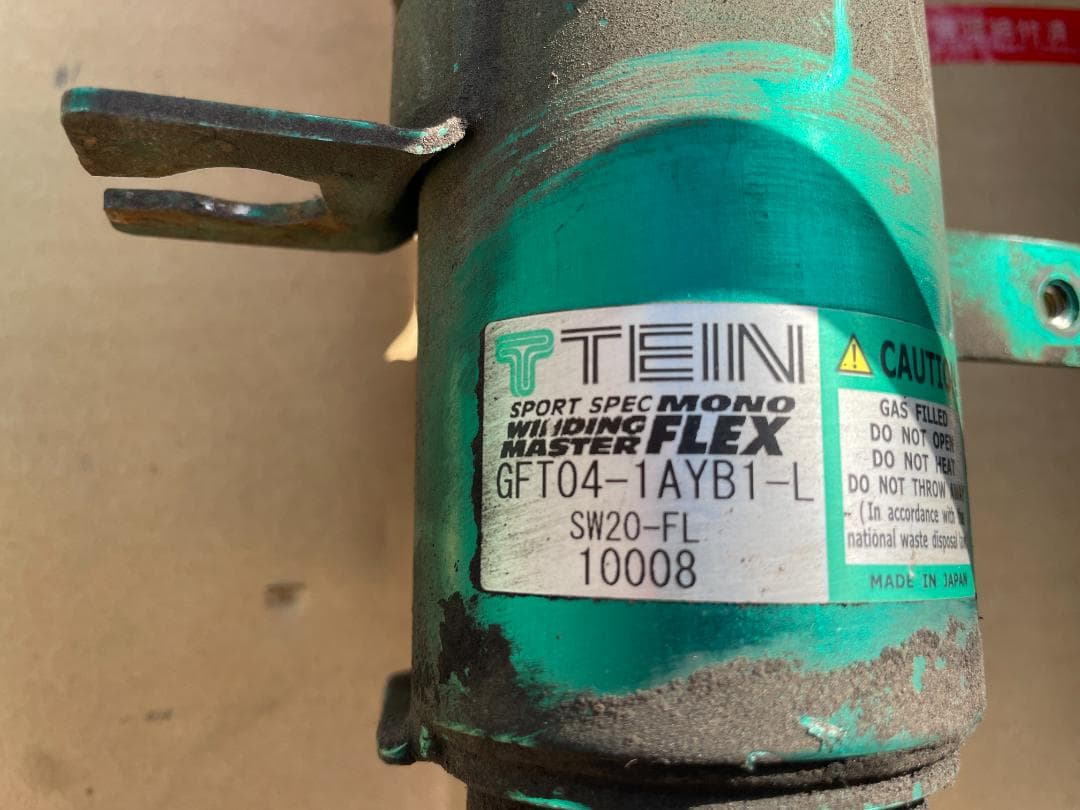 TEIN
SPORT SPEC MONO
WINDING
MASTER FLEX
GFT04-1AYB1-L
SW20-FL
10008
CAUTION
GAS FILLED
DO NOT OPEN
DO NOT HEAT
DO NOT THROW
(In accordance with the
national waste disposal
MADE IN JAPAN